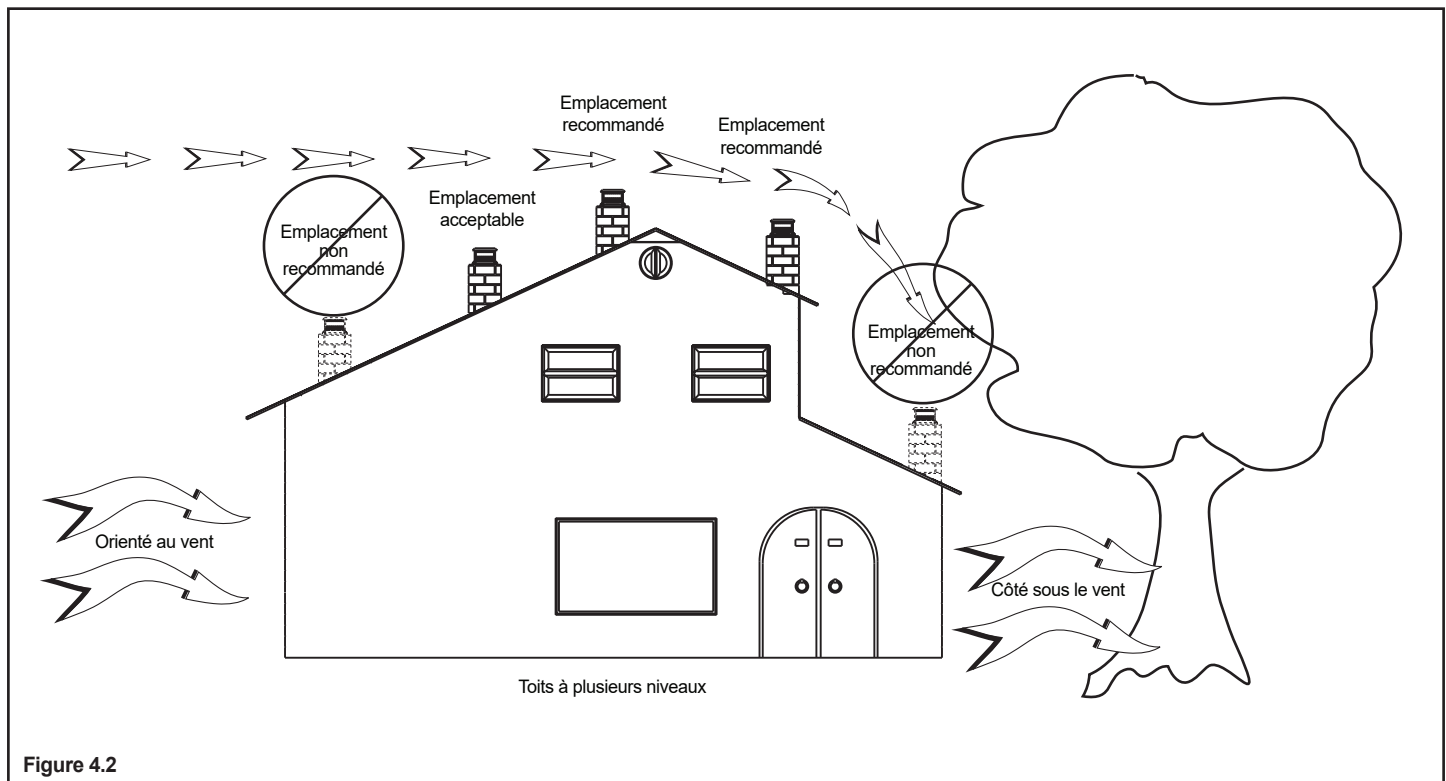 Emplacement
recommandé
Emplacement
recommandé
Emplacement
acceptable
Emplacement
non
recommandé
Emplacement
non
recommandé
Orienté au vent
Côté sous le vent
Toits à plusieurs niveaux
Figure 4.2